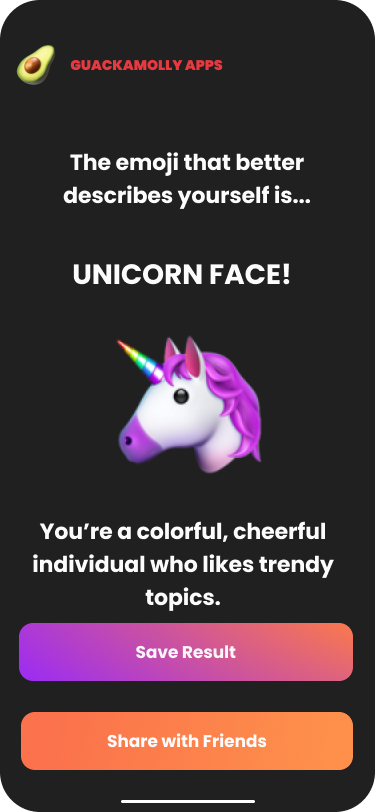 GUACKAMOLLY APPS
The emoji that better
describes yourself is...
UNICORN FACE!
You’re a colorful, cheerful
individual who likes trendy
topics.
Save Result
Share with Friends